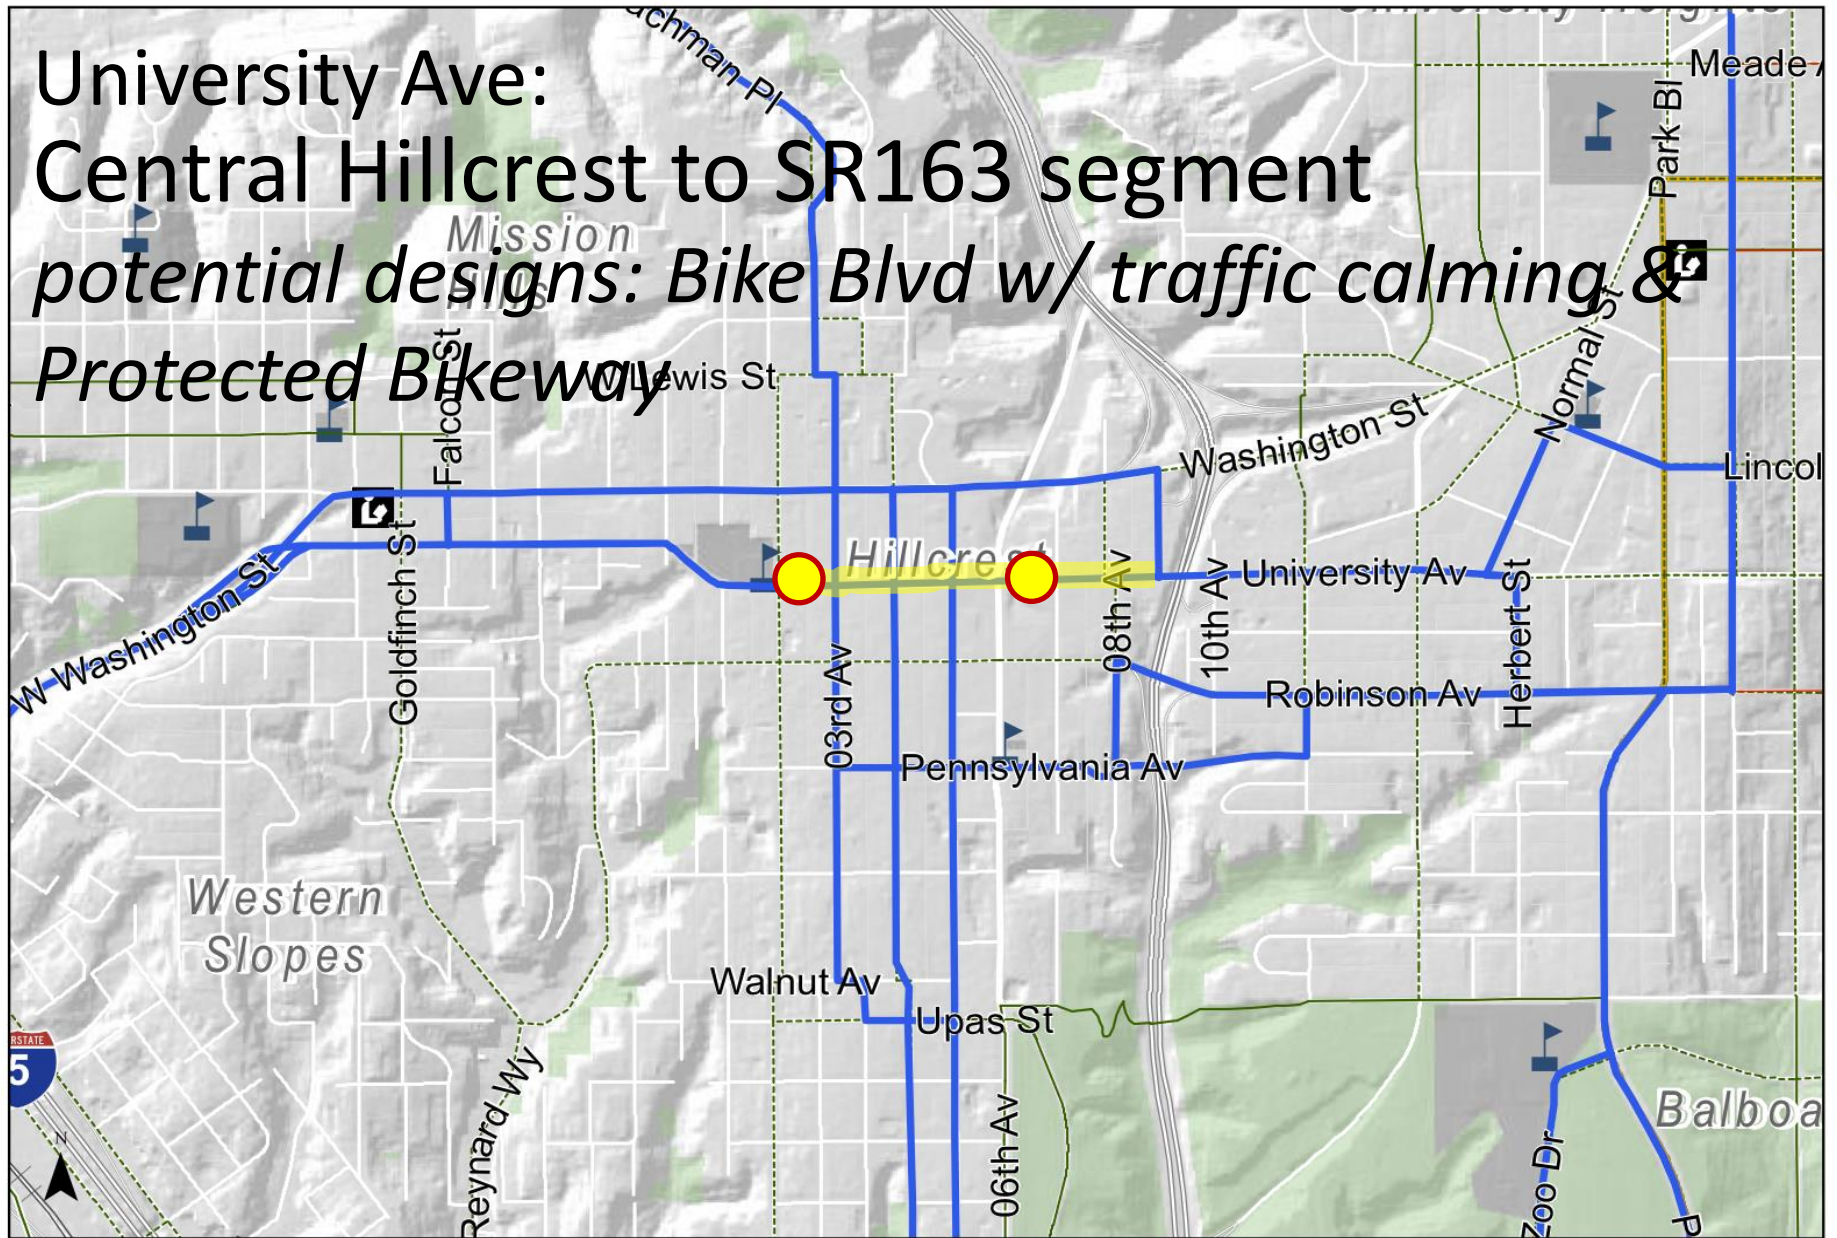 University Ave:
Central Hillcrest to SR163 segment
potential designs: Bike Blvd w/ traffic calming &
Protected Bikeway
Meade
Park Bl
Mission
Hills
Falcon St
W Lewis St
Normal St
Washington St
Lincol
Hillcrest
University Av
W Washington St
Goldfinch St
03rd Av
08th Av
10th Av
Herbert St
Robinson Av
Pennsylvania Av
Western
Slopes
Walnut Av
Upas St
5
N
Reynard Wy
06th Av
Zoo Dr
Balboa
P